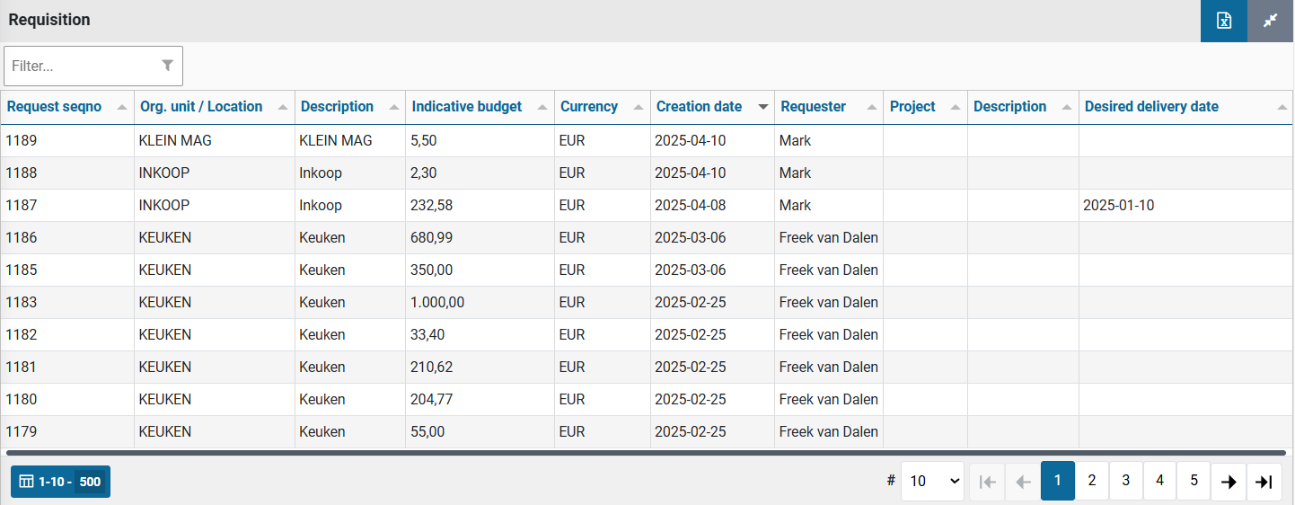 Requisition
Filter...
Request seqno Org. unit / Location Description Indicative budget Currency Creation date Requester Project Description Desired delivery date
1189 KLEIN MAG KLEIN MAG 5,50 EUR 2025-04-10 Mark
1188 INKOOP Inkoop 2,30 EUR 2025-04-10 Mark
1187 INKOOP Inkoop 232,58 EUR 2025-04-08 Mark 2025-01-10
1186 KEUKEN Keuken 680,99 EUR 2025-03-06 Freek van Dalen
1185 KEUKEN Keuken 350,00 EUR 2025-03-06 Freek van Dalen
1183 KEUKEN Keuken 1.000,00 EUR 2025-02-25 Freek van Dalen
1182 KEUKEN Keuken 33,40 EUR 2025-02-25 Freek van Dalen
1181 KEUKEN Keuken 210,62 EUR 2025-02-25 Freek van Dalen
1180 KEUKEN Keuken 204,77 EUR 2025-02-25 Freek van Dalen
1179 KEUKEN Keuken 55,00 EUR 2025-02-25 Freek van Dalen
1-10 - 500 # 10 1 2 3 4 5